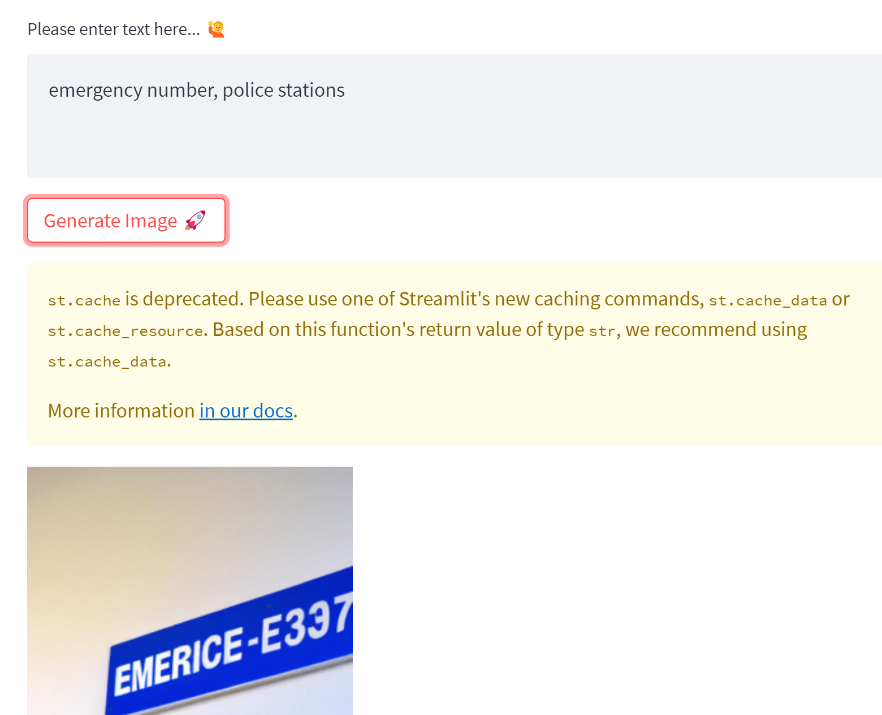 Please enter text here... 🙋
emergency number, police stations
Generate Image 🚀
st.cache is deprecated. Please use one of Streamlit's new caching commands, st.cache_data or
st.cache_resource. Based on this function's return value of type str, we recommend using
st.cache_data.
More information in our docs.
EMERICE-E337